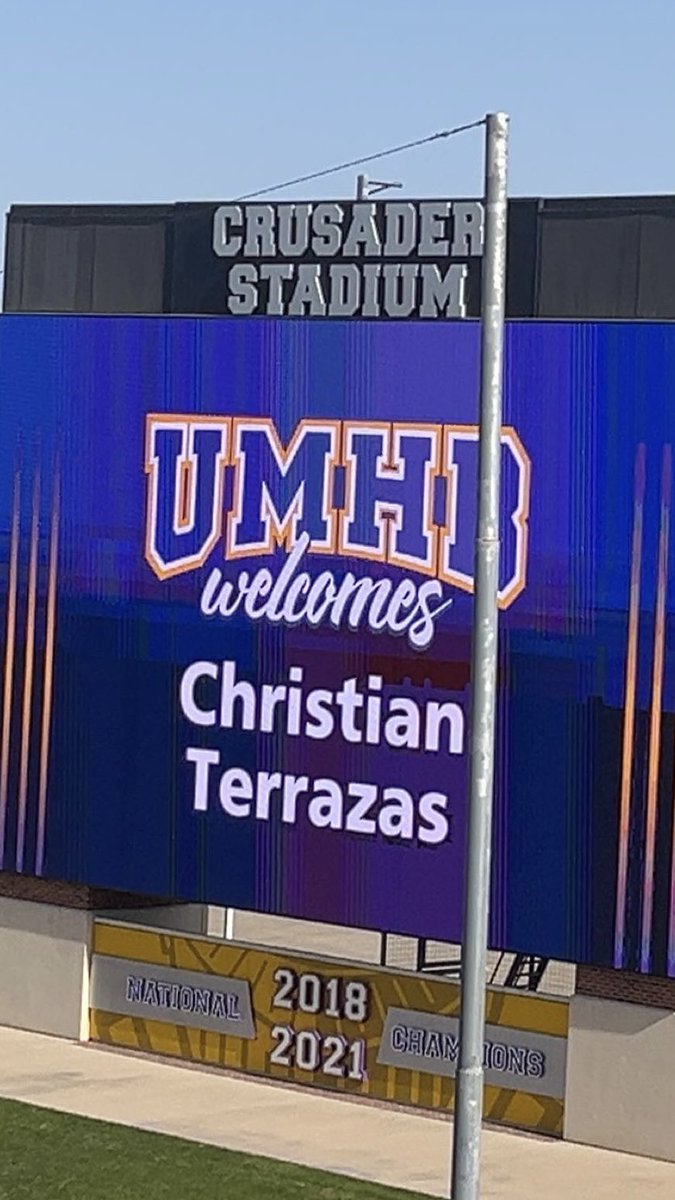 CRUSADER
STADIUM
UMHB
welcomes
Christian
Terrazas
NATIONAL 2018 CHAMPIONS
2021